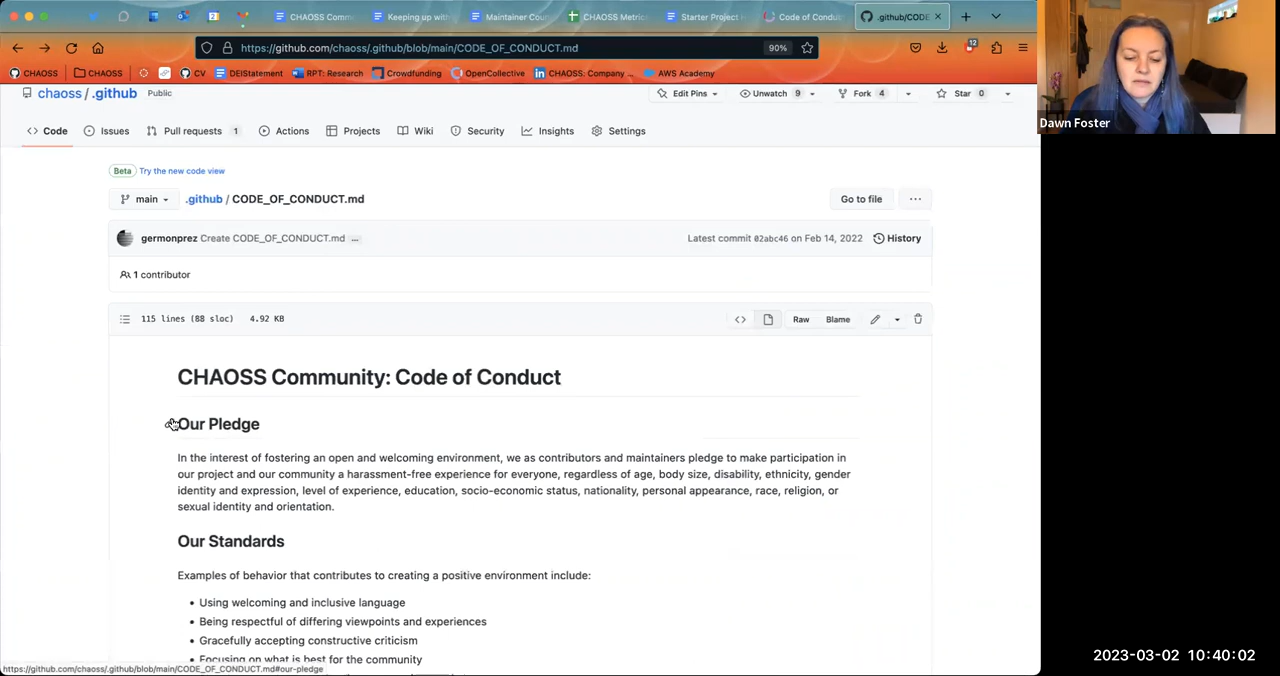 CHAOSS Comm
Keeping up with
Maintainer Cour
CHAOSS Metric
Starter Project H
Code of Conduc
.github/CODE_
https://github.com/chaoss/.github/blob/main/CODE_OF_CONDUCT.md
90%
12
CHAOSS
CHAOSS
CV
DEIStatement
RPT: Research
Crowdfunding
OpenCollective
CHAOSS: Company ...
AWS Academy
chaoss / .github Public
Edit Pins
Unwatch 9
Fork 4
Star 0
Code
Issues
Pull requests 1
Actions
Projects
Wiki
Security
Insights
Settings
Beta Try the new code view
main
.github / CODE_OF_CONDUCT.md
Go to file
...
germonprez Create CODE_OF_CONDUCT.md ...
Latest commit 02abc46 on Feb 14, 2022
History
1 contributor
115 lines (88 sloc) 4.92 KB
Raw
Blame
CHAOSS Community: Code of Conduct
Our Pledge
In the interest of fostering an open and welcoming environment, we as contributors and maintainers pledge to make participation in
our project and our community a harassment-free experience for everyone, regardless of age, body size, disability, ethnicity, gender
identity and expression, level of experience, education, socio-economic status, nationality, personal appearance, race, religion, or
sexual identity and orientation.
Our Standards
Examples of behavior that contributes to creating a positive environment include:
• Using welcoming and inclusive language
• Being respectful of differing viewpoints and experiences
• Gracefully accepting constructive criticism
• Focusing on what is best for the community
https://github.com/chaoss/.github/blob/main/CODE_OF_CONDUCT.md#our-pledge
Dawn Foster
2023-03-02 10:40:02